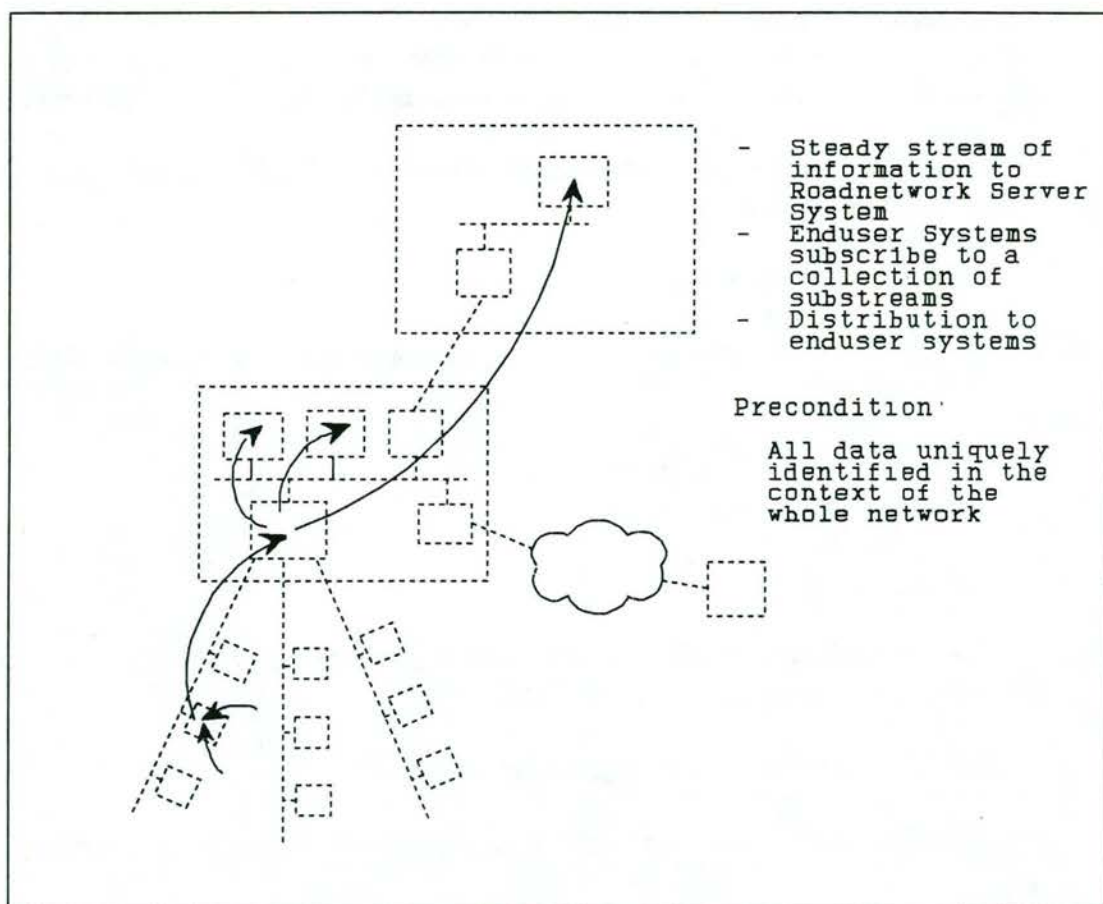 - Steady stream of
information to
Roadnetwork Server
System
- Enduser Systems
subscribe to a
collection of
substreams
- Distribution to
enduser systems
Precondition
All data uniquely
identified in the
context of the
whole network